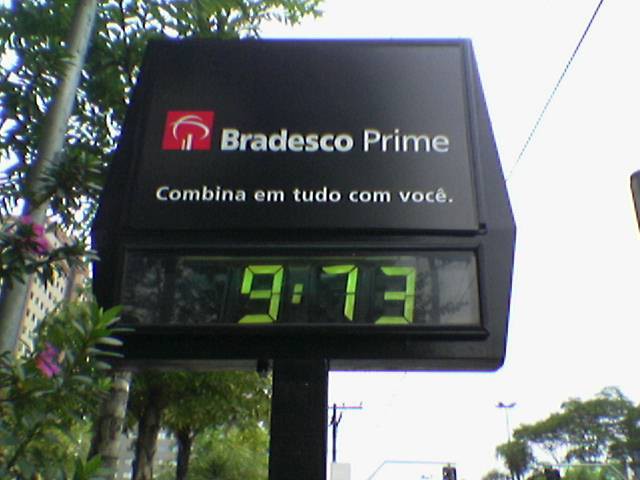 Bradesco Prime
Combina em tudo com você.
9:73